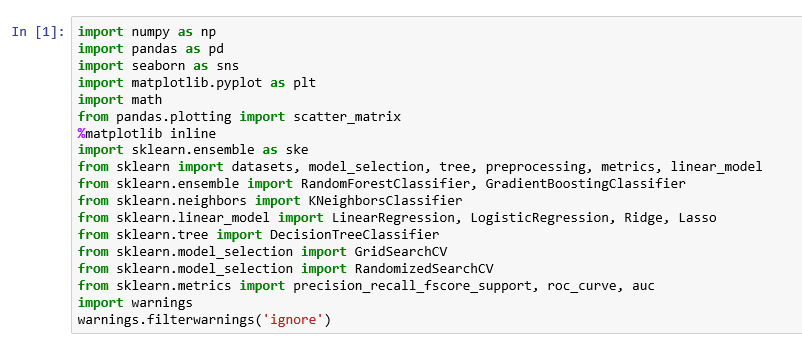 In [1]: import numpy as np
import pandas as pd
import seaborn as sns
import matplotlib.pyplot as plt
import math
from pandas.plotting import scatter_matrix
%matplotlib inline
import sklearn.ensemble as ske
from sklearn import datasets, model_selection, tree, preprocessing, metrics, linear_model
from sklearn.ensemble import RandomForestClassifier, GradientBoostingClassifier
from sklearn.neighbors import KNeighborsClassifier
from sklearn.linear_model import LinearRegression, LogisticRegression, Ridge, Lasso
from sklearn.tree import DecisionTreeClassifier
from sklearn.model_selection import GridSearchCV
from sklearn.model_selection import RandomizedSearchCV
from sklearn.metrics import precision_recall_fscore_support, roc_curve, auc
import warnings
warnings.filterwarnings('ignore')